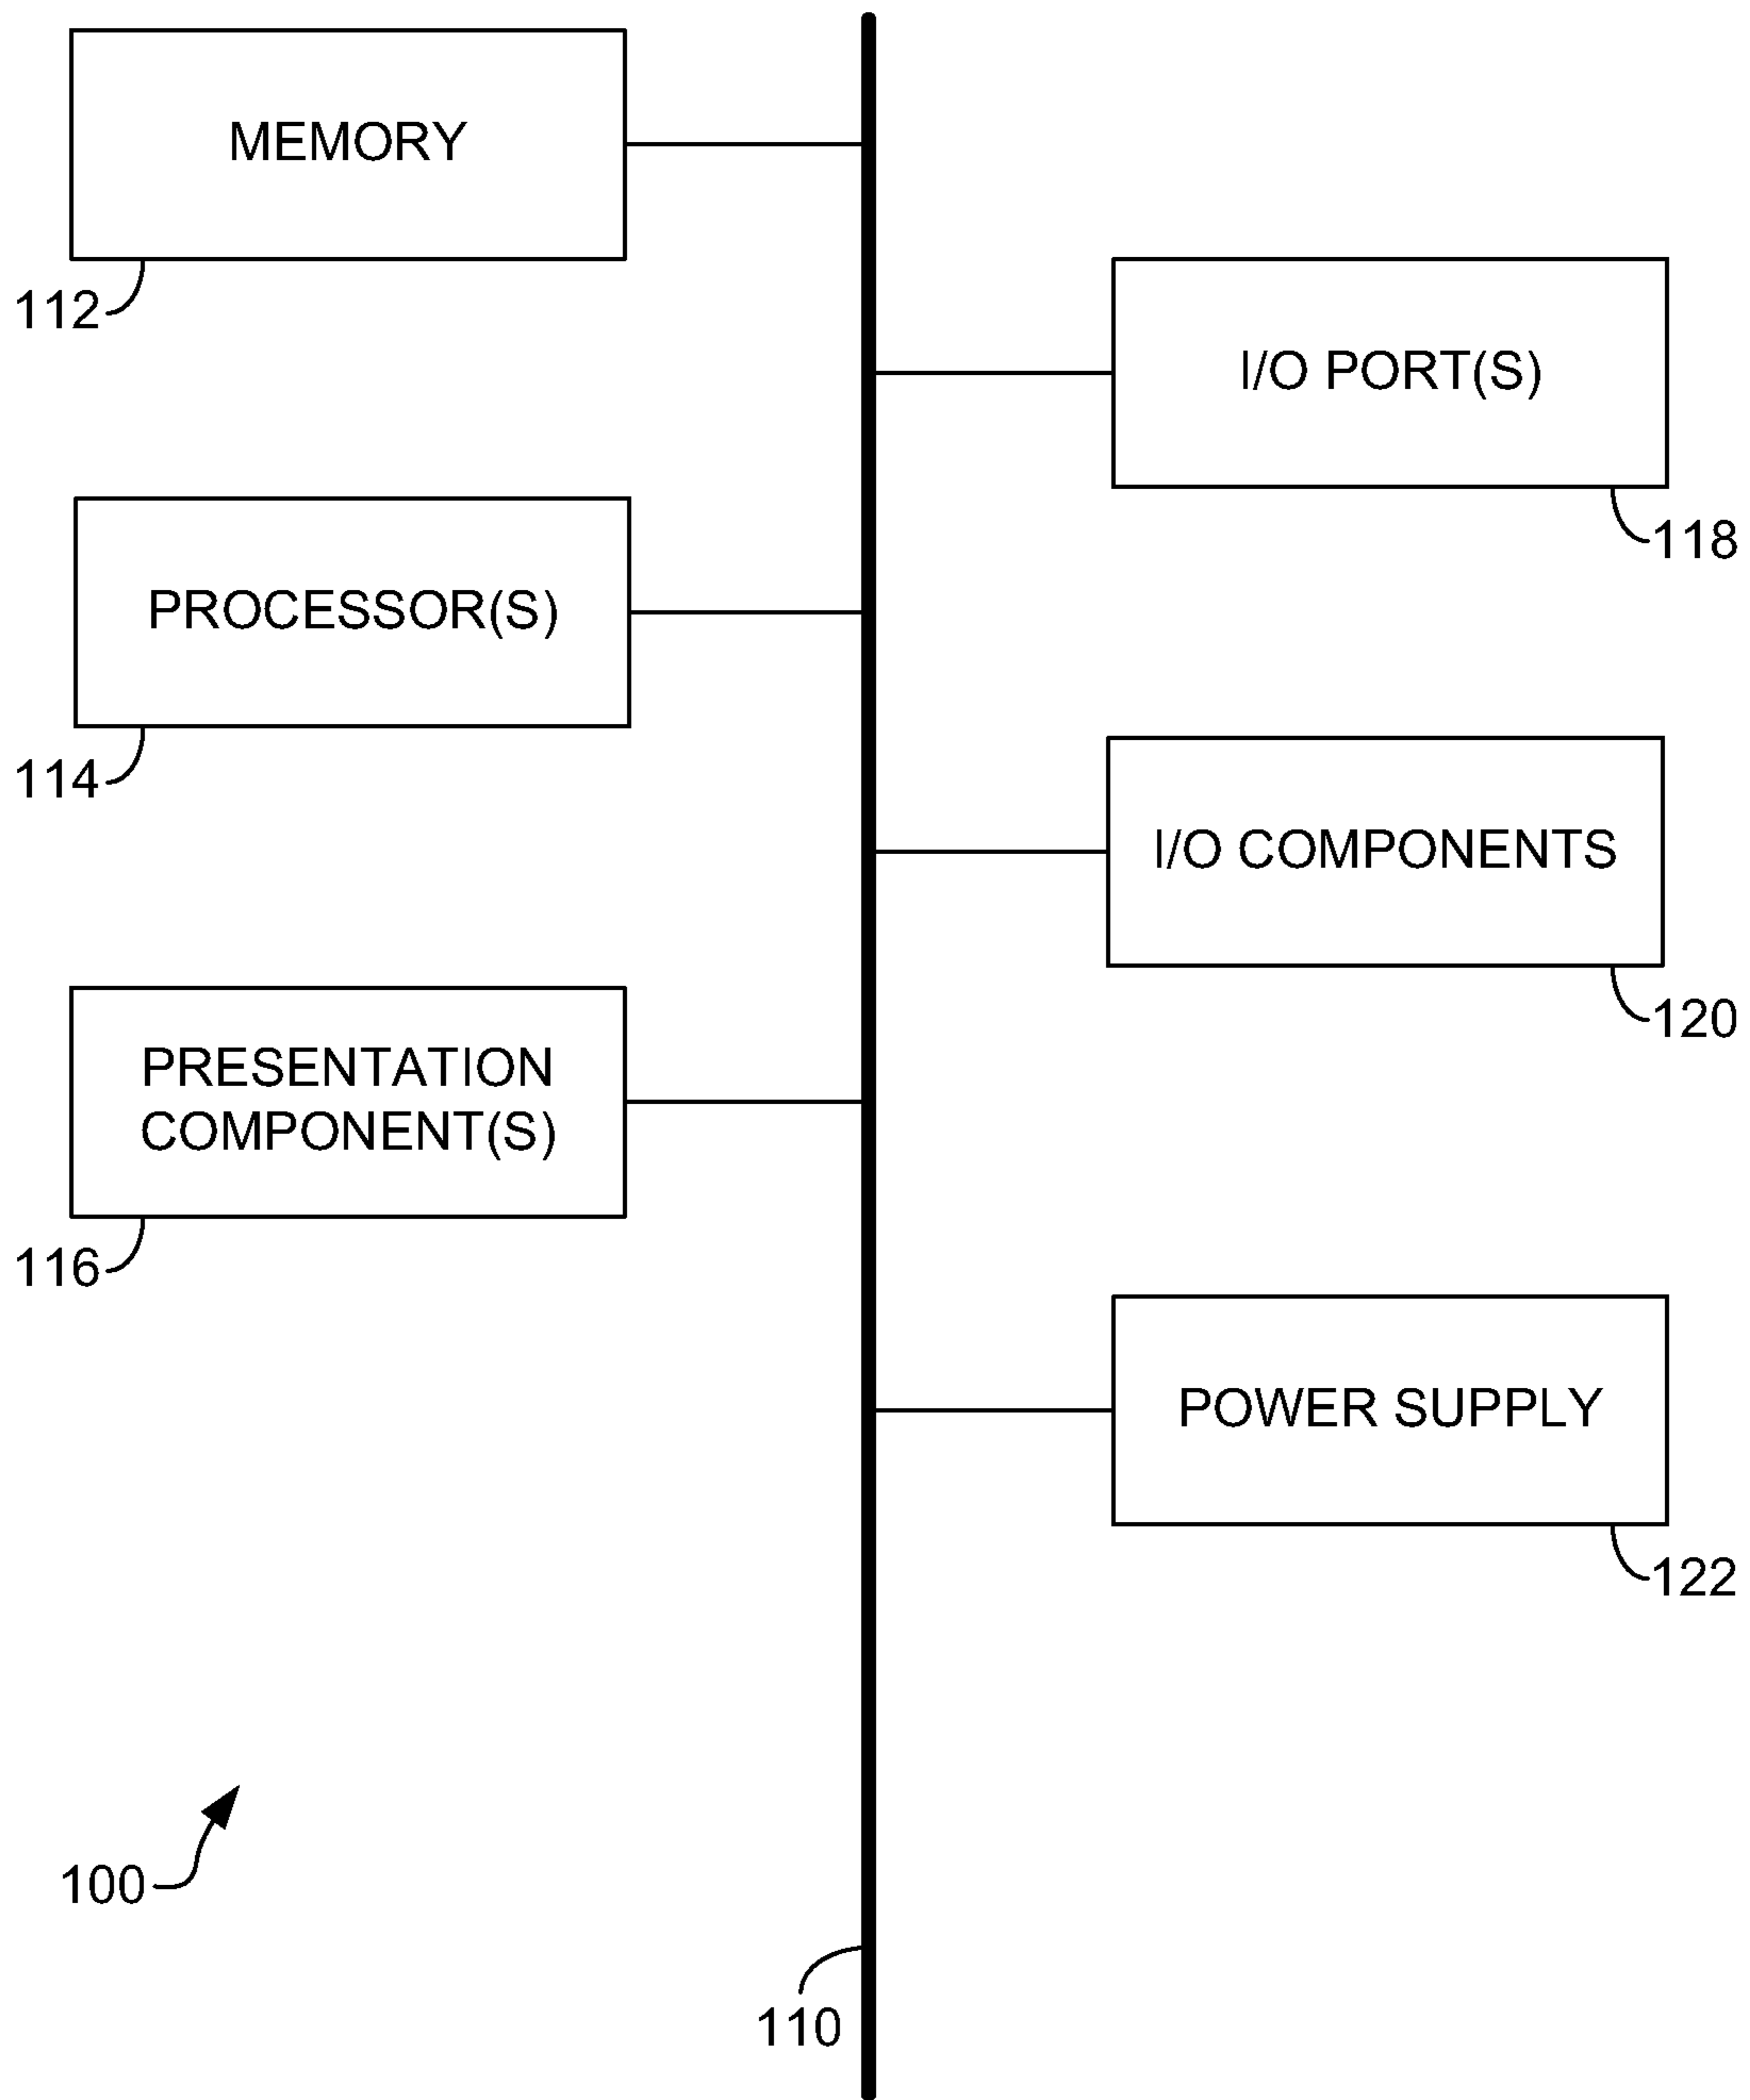 MEMORY
112
I/O PORT(S)
118
PROCESSOR(S)
114
I/O COMPONENTS
120
PRESENTATION
COMPONENT(S)
116
POWER SUPPLY
122
100
110